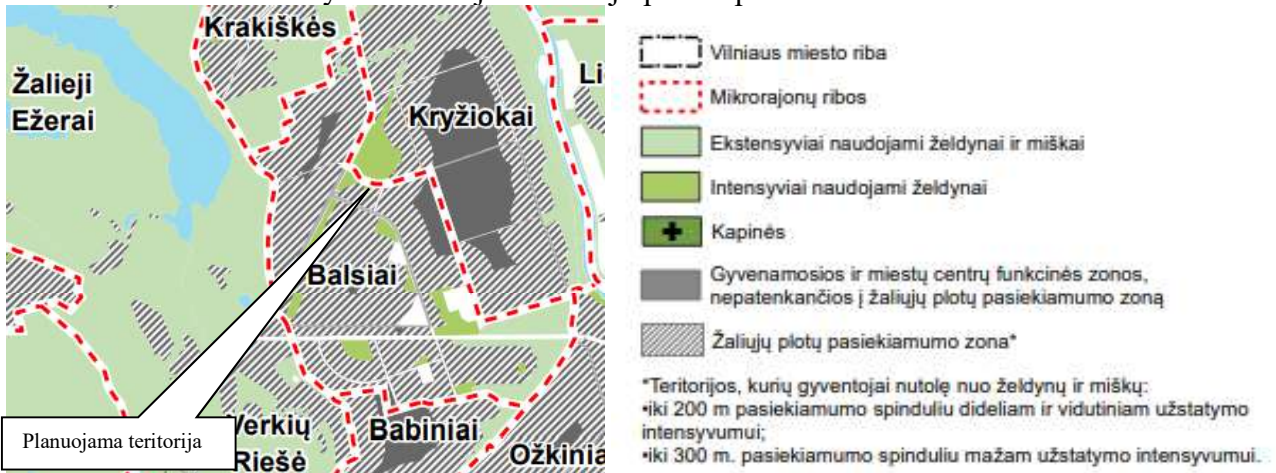 Krakiškės
Žalieji
Ežerai
Li
Kryžiokai
Balsiai
Planuojama teritorija
Verkių
Riešė
Babiniai
Ožkinia
Vilniaus miesto riba
Mikrorajonų ribos
Ekstensyviai naudojami želdynai ir miškai
Intensyviai naudojami želdynai
Kapinės
Gyvenamosios ir miestų centrų funkcinės zonos,
nepatenkančios į žaliųjų plotų pasiekiamumo zoną
Žaliųjų plotų pasiekiamumo zona*
*Teritorijos, kurių gyventojai nutolę nuo želdynų ir miškų:
•iki 200 m pasiekiamumo spinduliu dideliam ir vidutiniam užstatymo
intensyvumui;
•iki 300 m. pasiekiamumo spinduliu mažam užstatymo intensyvumui.